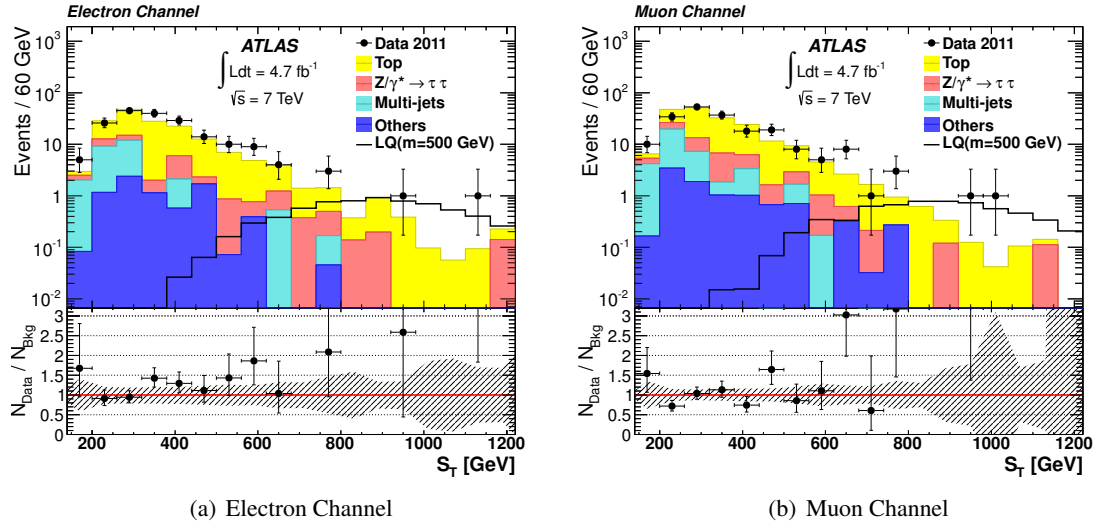 Electron Channel
Events / 60 GeV
10³
10²
10
1
10⁻¹
10⁻²
ATLAS
∫ Ldt = 4.7 fb⁻¹
√s = 7 TeV
Data 2011
Top
Z/γ* → τ τ
Multi-jets
Others
LQ(m=500 GeV)
N_Data / N_Bkg
3
2.5
2
1.5
1
0.5
0
200 400 600 800 1000 1200
S_T [GeV]
(a) Electron Channel
Muon Channel
Events / 60 GeV
10³
10²
10
1
10⁻¹
10⁻²
ATLAS
∫ Ldt = 4.7 fb⁻¹
√s = 7 TeV
Data 2011
Top
Z/γ* → τ τ
Multi-jets
Others
LQ(m=500 GeV)
N_Data / N_Bkg
3
2.5
2
1.5
1
0.5
0
200 400 600 800 1000 1200
S_T [GeV]
(b) Muon Channel